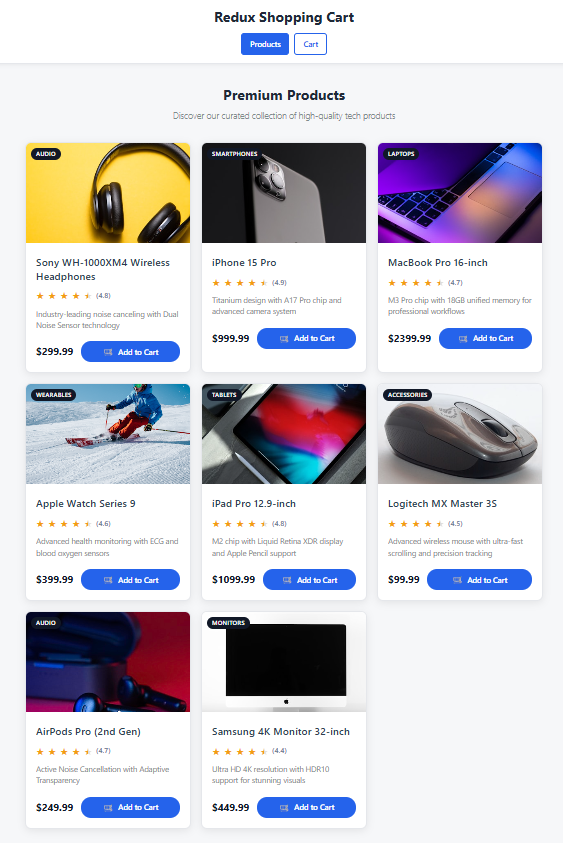 Redux Shopping Cart
Products
Cart
Premium Products
Discover our curated collection of high-quality tech products
AUDIO
Sony WH-1000XM4 Wireless
Headphones
★ ★ ★ ★ ★ (4.8)
Industry-leading noise canceling with Dual
Noise Sensor technology
$299.99
Add to Cart
SMARTPHONES
iPhone 15 Pro
★ ★ ★ ★ ★ (4.9)
Titanium design with A17 Pro chip and
advanced camera system
$999.99
Add to Cart
LAPTOPS
MacBook Pro 16-inch
★ ★ ★ ★ ★ (4.7)
M3 Pro chip with 18GB unified memory for
professional workflows
$2399.99
Add to Cart
WEARABLES
Apple Watch Series 9
★ ★ ★ ★ ★ (4.6)
Advanced health monitoring with ECG and
blood oxygen sensors
$399.99
Add to Cart
TABLETS
iPad Pro 12.9-inch
★ ★ ★ ★ ★ (4.8)
M2 chip with Liquid Retina XDR display
and Apple Pencil support
$1099.99
Add to Cart
ACCESSORIES
Logitech MX Master 3S
★ ★ ★ ★ ★ (4.5)
Advanced wireless mouse with ultra-fast
scrolling and precision tracking
$99.99
Add to Cart
AUDIO
AirPods Pro (2nd Gen)
★ ★ ★ ★ ★ (4.7)
Active Noise Cancellation with Adaptive
Transparency
$249.99
Add to Cart
MONITORS
Samsung 4K Monitor 32-inch
★ ★ ★ ★ ★ (4.4)
Ultra HD 4K resolution with HDR10
support for stunning visuals
$449.99
Add to Cart